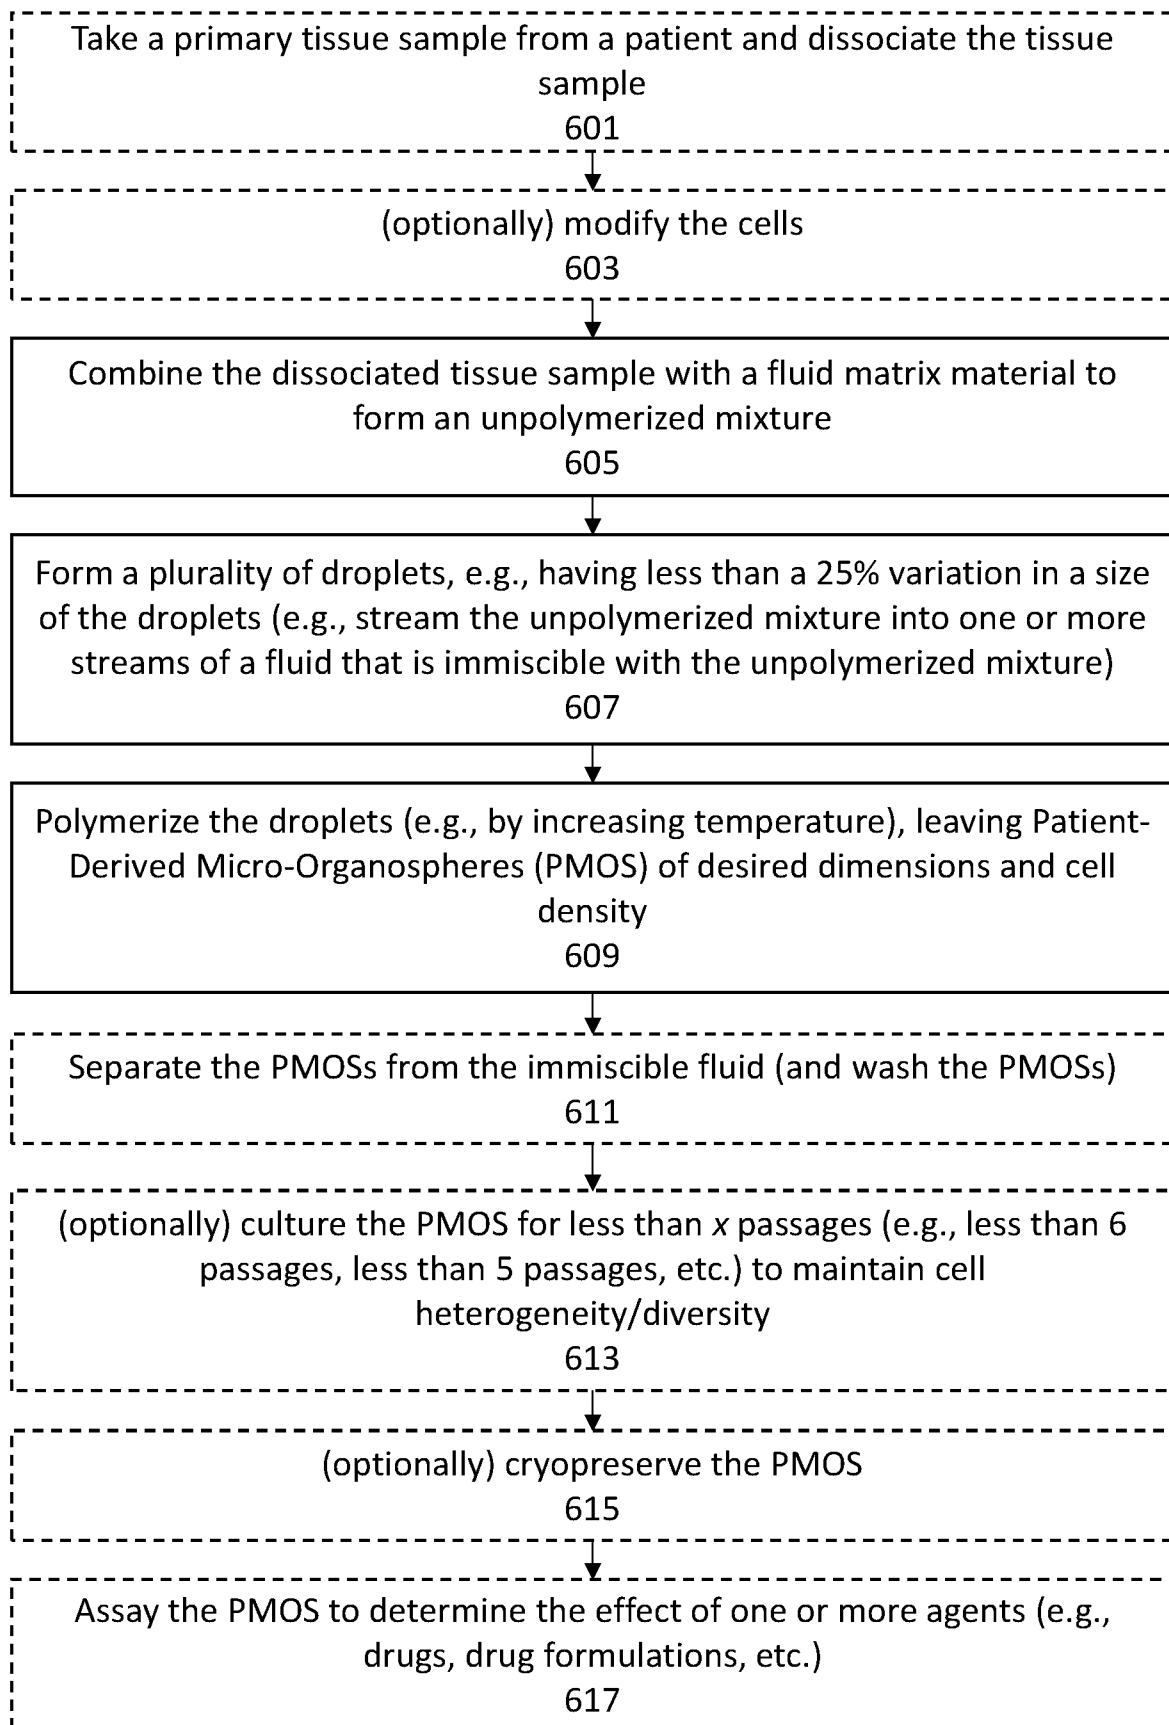 Take a primary tissue sample from a patient and dissociate the tissue
sample
601
(optionally) modify the cells
603
Combine the dissociated tissue sample with a fluid matrix material to
form an unpolymerized mixture
605
Form a plurality of droplets, e.g., having less than a 25% variation in a size
of the droplets (e.g., stream the unpolymerized mixture into one or more
streams of a fluid that is immiscible with the unpolymerized mixture)
607
Polymerize the droplets (e.g., by increasing temperature), leaving Patient-
Derived Micro-Organospheres (PMOS) of desired dimensions and cell
density
609
Separate the PMOSs from the immiscible fluid (and wash the PMOSs)
611
(optionally) culture the PMOS for less than x passages (e.g., less than 6
passages, less than 5 passages, etc.) to maintain cell
heterogeneity/diversity
613
(optionally) cryopreserve the PMOS
615
Assay the PMOS to determine the effect of one or more agents (e.g.,
drugs, drug formulations, etc.)
617